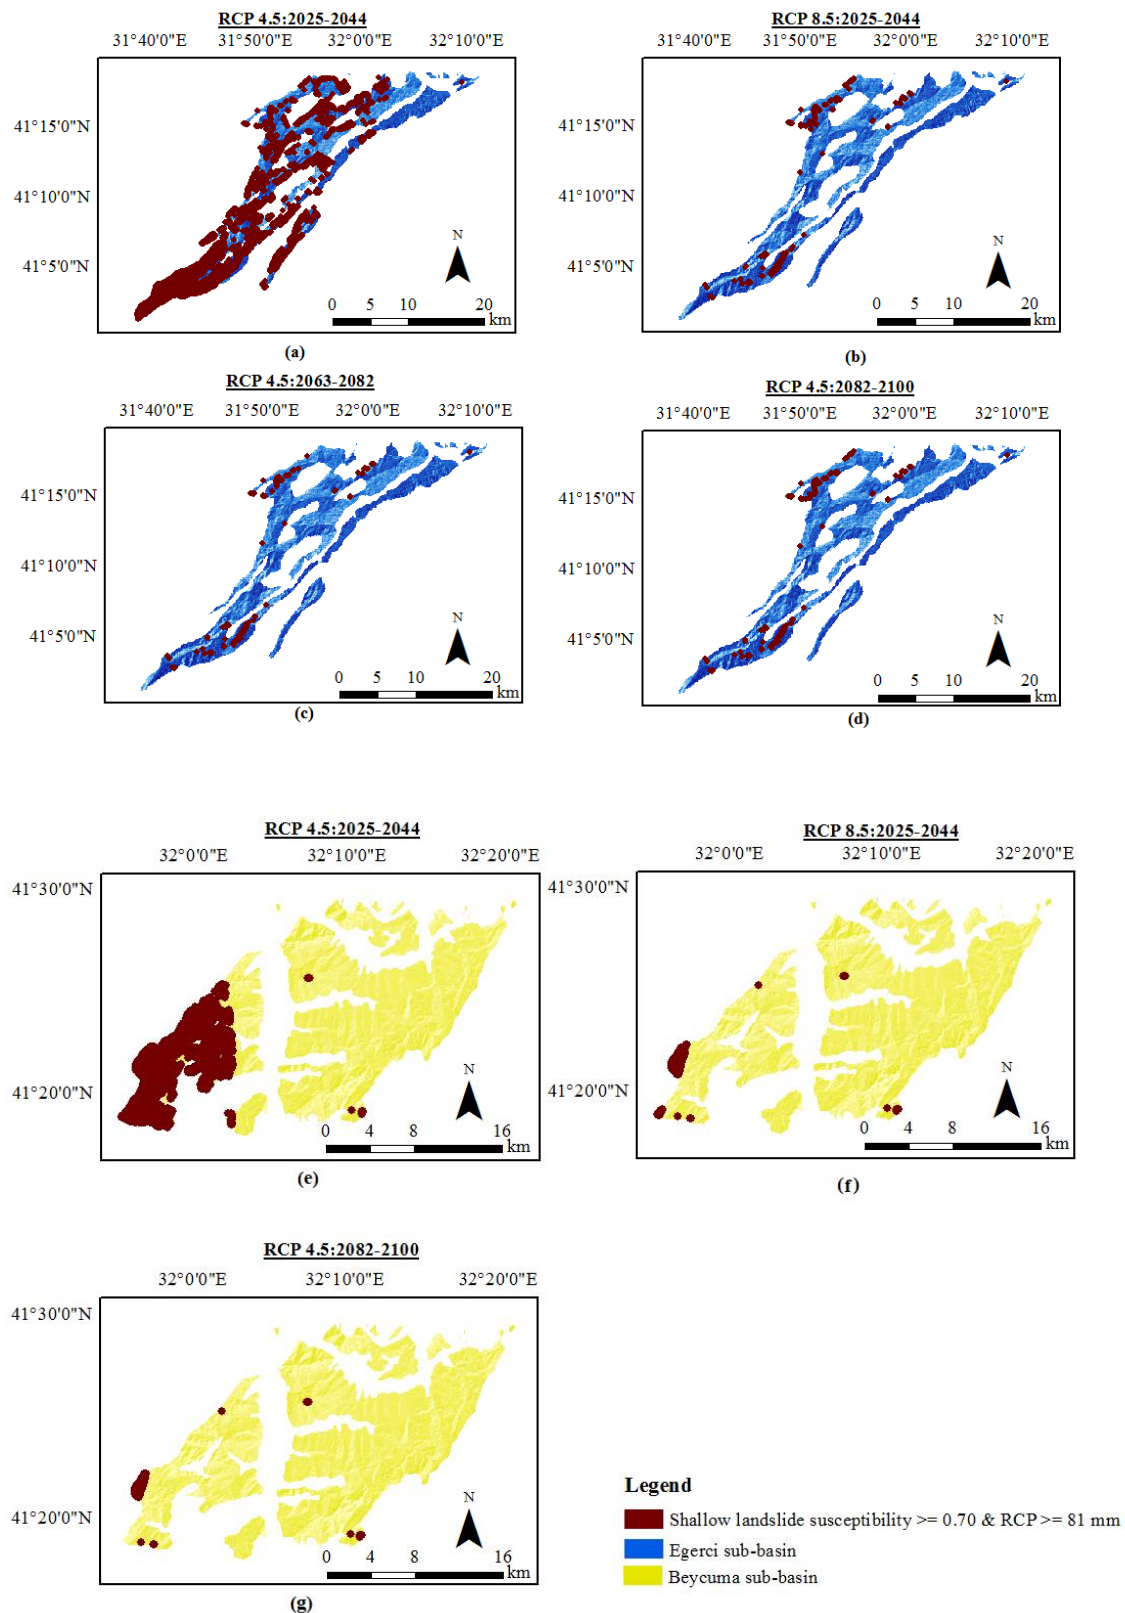 RCP 4.5:2025-2044
31°40'0"E 31°50'0"E 32°0'0"E 32°10'0"E
41°15'0"N
41°10'0"N
41°5'0"N
N
0 5 10 20
km
(a)
RCP 8.5:2025-2044
31°40'0"E 31°50'0"E 32°0'0"E 32°10'0"E
41°15'0"N
41°10'0"N
41°5'0"N
N
0 5 10 20
km
(b)
RCP 4.5:2063-2082
31°40'0"E 31°50'0"E 32°0'0"E 32°10'0"E
41°15'0"N
41°10'0"N
41°5'0"N
N
0 5 10 20
km
(c)
RCP 4.5:2082-2100
31°40'0"E 31°50'0"E 32°0'0"E 32°10'0"E
41°15'0"N
41°10'0"N
41°5'0"N
N
0 5 10 20
km
(d)
RCP 4.5:2025-2044
32°0'0"E 32°10'0"E 32°20'0"E
41°30'0"N
41°20'0"N
N
0 4 8 16
km
(e)
RCP 8.5:2025-2044
32°0'0"E 32°10'0"E 32°20'0"E
41°30'0"N
41°20'0"N
N
0 4 8 16
km
(f)
RCP 4.5:2082-2100
32°0'0"E 32°10'0"E 32°20'0"E
41°30'0"N
41°20'0"N
N
0 4 8 16
km
(g)
Legend
Shallow landslide susceptibility >= 0.70 & RCP >= 81 mm
Egerci sub-basin
Beycuma sub-basin